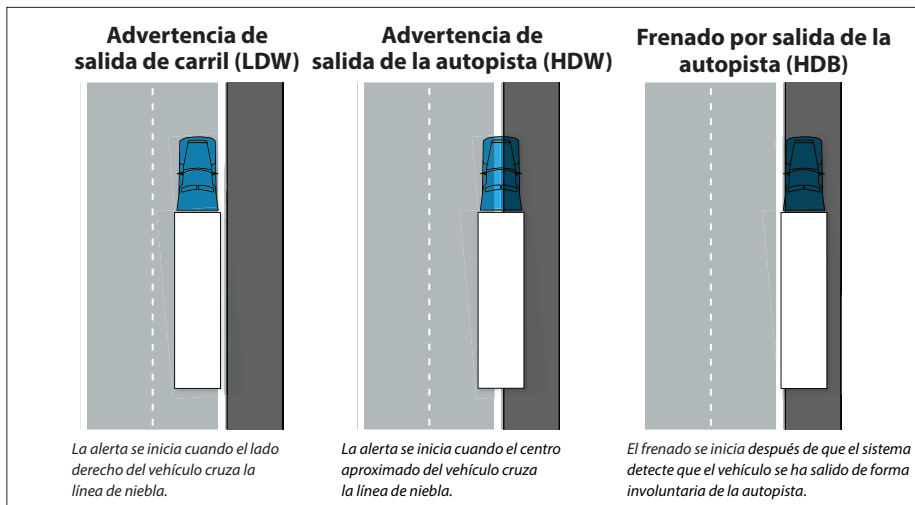 Advertencia de
salida de carril (LDW)
Advertencia de
salida de la autopista (HDW)
Frenado por salida de la
autopista (HDB)
La alerta se inicia cuando el lado
derecho del vehículo cruza la
línea de niebla.
La alerta se inicia cuando el centro
aproximado del vehículo cruza
la línea de niebla.
El frenado se inicia después de que el sistema
detecte que el vehículo se ha salido de forma
involuntaria de la autopista.